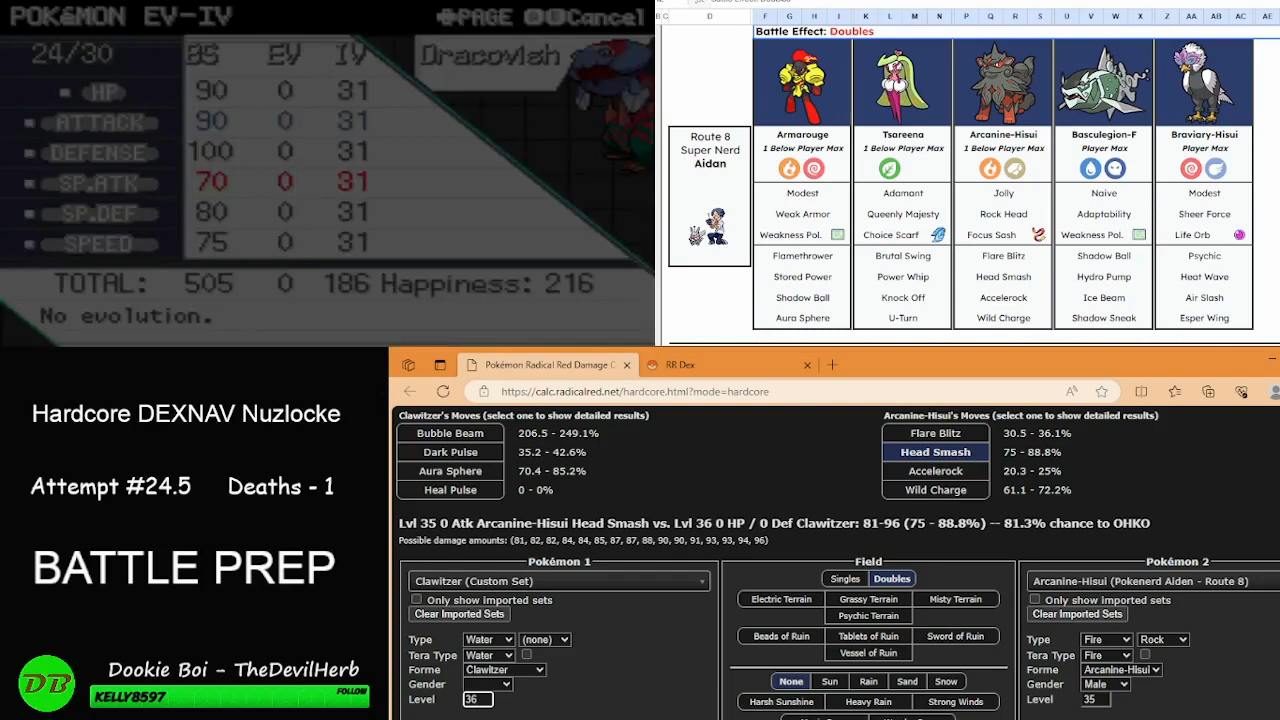 POKéMON EV-IV
PAGE Cancel
24/30 BS EV IV Dracovish
HP 90 0 31
ATTACK 90 0 31
DEFENSE 100 0 31
SP.ATK 70 0 31
SP.DEF 80 0 31
SPEED 75 0 31
TOTAL: 505 0 186 Happiness: 216
No evolution.
B C D F G H I K L M N P Q R S U V W X Z AA AB AC AE
Battle Effect: Doubles
Route 8
Super Nerd
Aidan
Armarouge Tsareena Arcanine-Hisui Basculegion-F Braviary-Hisui
1 Below Player Max 1 Below Player Max 1 Below Player Max Player Max Player Max
Modest Adamant Jolly Naive Modest
Weak Armor Queenly Majesty Rock Head Adaptability Sheer Force
Weakness Pol. Choice Scarf Focus Sash Weakness Pol. Life Orb
Flamethrower Brutal Swing Flare Blitz Shadow Ball Psychic
Stored Power Power Whip Head Smash Hydro Pump Heat Wave
Shadow Ball Knock Off Accelerock Ice Beam Air Slash
Aura Sphere U-Turn Wild Charge Shadow Sneak Esper Wing
Hardcore DEXNAV Nuzlocke
Attempt #24.5 Deaths - 1
BATTLE PREP
DB
Dookie Boi - TheDevilHerb
KELLY8597 FOLLOW
Pokémon Radical Red Damage C RR Dex
https://calc.radicalred.net/hardcore.html?mode=hardcore
Clawitzer's Moves (select one to show detailed results) Arcanine-Hisui's Moves (select one to show detailed results)
Bubble Beam 206.5 - 249.1% Flare Blitz 30.5 - 36.1%
Dark Pulse 35.2 - 42.6% Head Smash 75 - 88.8%
Aura Sphere 70.4 - 85.2% Accelerock 20.3 - 25%
Heal Pulse 0 - 0% Wild Charge 61.1 - 72.2%
Lvl 35 0 Atk Arcanine-Hisui Head Smash vs. Lvl 36 0 HP / 0 Def Clawitzer: 81-96 (75 - 88.8%) -- 81.3% chance to OHKO
Possible damage amounts: (81, 82, 82, 84, 84, 85, 87, 87, 88, 90, 90, 91, 93, 93, 94, 96)
Pokémon 1 Field Pokémon 2
Clawitzer (Custom Set) Singles Doubles Arcanine-Hisui (Pokenerd Aiden - Route 8)
Only show imported sets Electric Terrain Grassy Terrain Misty Terrain Only show imported sets
Clear Imported Sets Psychic Terrain Clear Imported Sets
Type Water (none) Beads of Ruin Tablets of Ruin Sword of Ruin Type Fire Rock
Tera Type Water Vessel of Ruin Tera Type Fire
Forme Clawitzer Forme Arcanine-Hisui
Gender None Sun Rain Sand Snow Gender Male
Level 36 Harsh Sunshine Heavy Rain Strong Winds Level 35